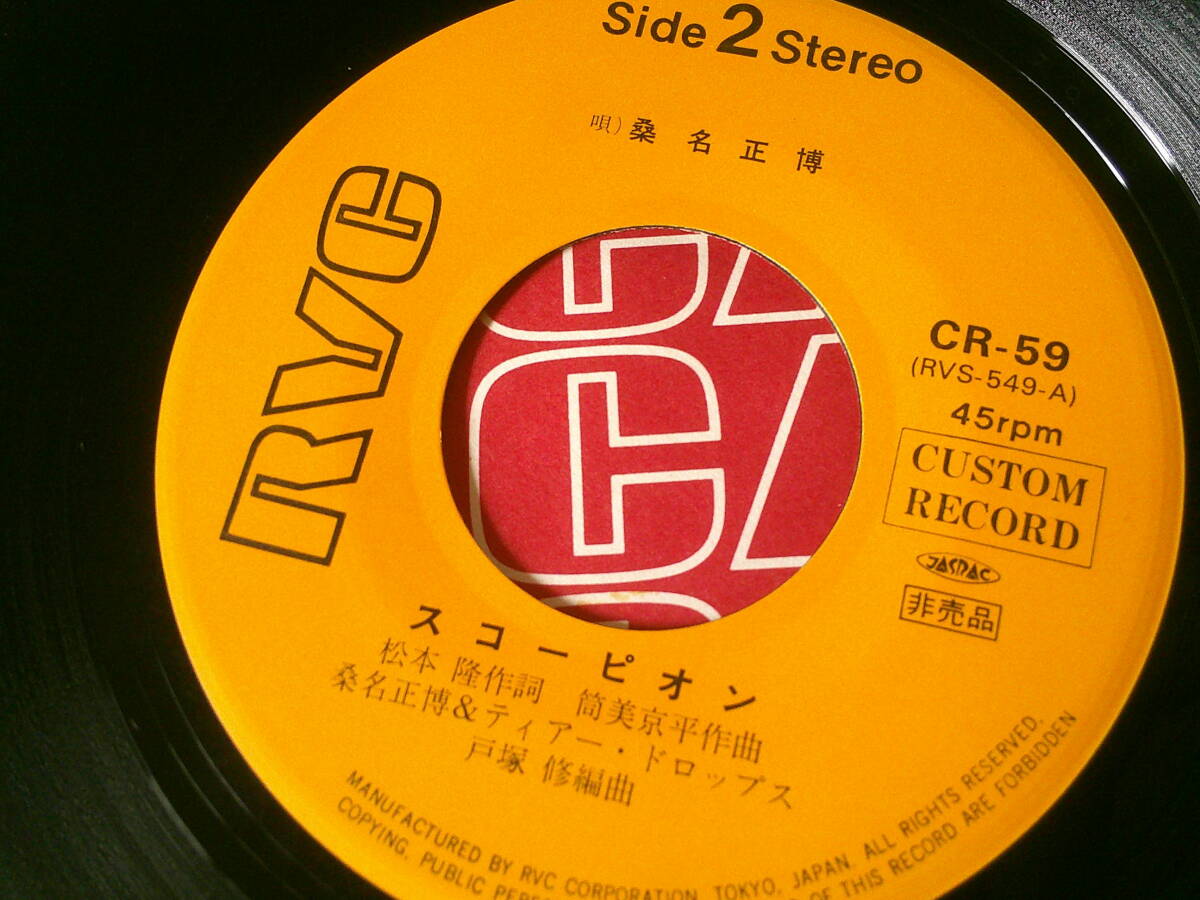 Side 2 Stereo
唄) 桑名正博
RVC
CR-59
(RVS-549-A)
45rpm
CUSTOM
RECORD
JASRAC
非売品
スコーピオン
松本 隆作詞 筒美京平作曲
桑名正博&ティアー・ドロップス
戸塚 修編曲
MANUFACTURED BY RVC CORPORATION, TOKYO, JAPAN. ALL RIGHTS RESERVED.
COPYING, PUBLIC OF THIS RECORD ARE FORBIDDEN